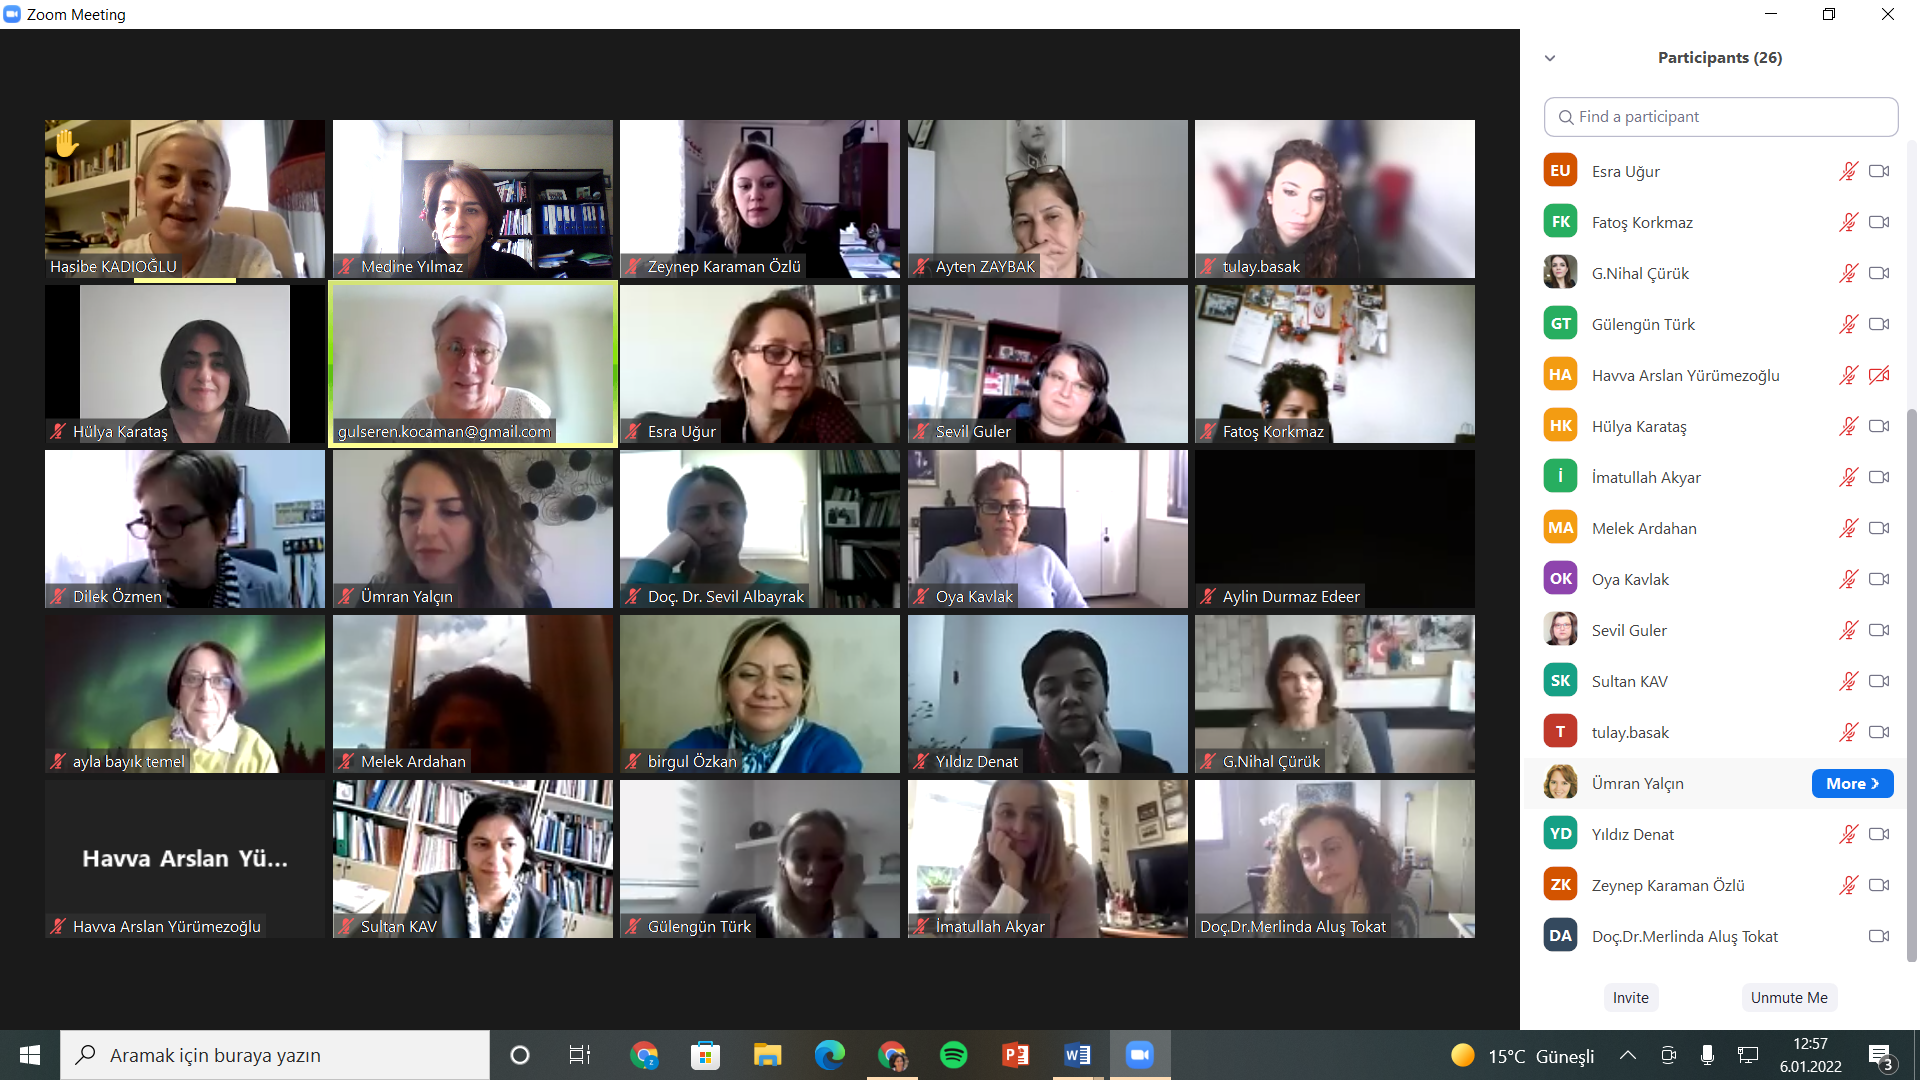 Zoom Meeting
Hasibe KADIOĞLU
Medine Yılmaz
Zeynep Karaman Özlü
Ayten ZAYBAK
tulay.basak
Hülya Karataş
gulseren.kocaman@gmail.com
Esra Uğur
Sevil Guler
Fatoş Korkmaz
Dilek Özmen
Ümran Yalçın
Doç. Dr. Sevil Albayrak
Oya Kavlak
Aylin Durmaz Edeer
ayla bayık temel
Melek Ardahan
birgul Özkan
Yıldız Denat
G.Nihal Çürük
Havva Arslan Yü...
Havva Arslan Yürümezoğlu
Sultan KAV
Gülengün Türk
İmatullah Akyar
Doç.Dr.Merlinda Aluş Tokat
Participants (26)
Find a participant
EU Esra Uğur
FK Fatoş Korkmaz
G.Nihal Çürük
GT Gülengün Türk
HA Havva Arslan Yürümezoğlu
HK Hülya Karataş
İ İmatullah Akyar
MA Melek Ardahan
OK Oya Kavlak
Sevil Guler
SK Sultan KAV
T tulay.basak
Ümran Yalçın More
YD Yıldız Denat
ZK Zeynep Karaman Özlü
DA Doç.Dr.Merlinda Aluş Tokat
Invite Unmute Me
Aramak için buraya yazın
15°C Güneşli
12:57
6.01.2022
3